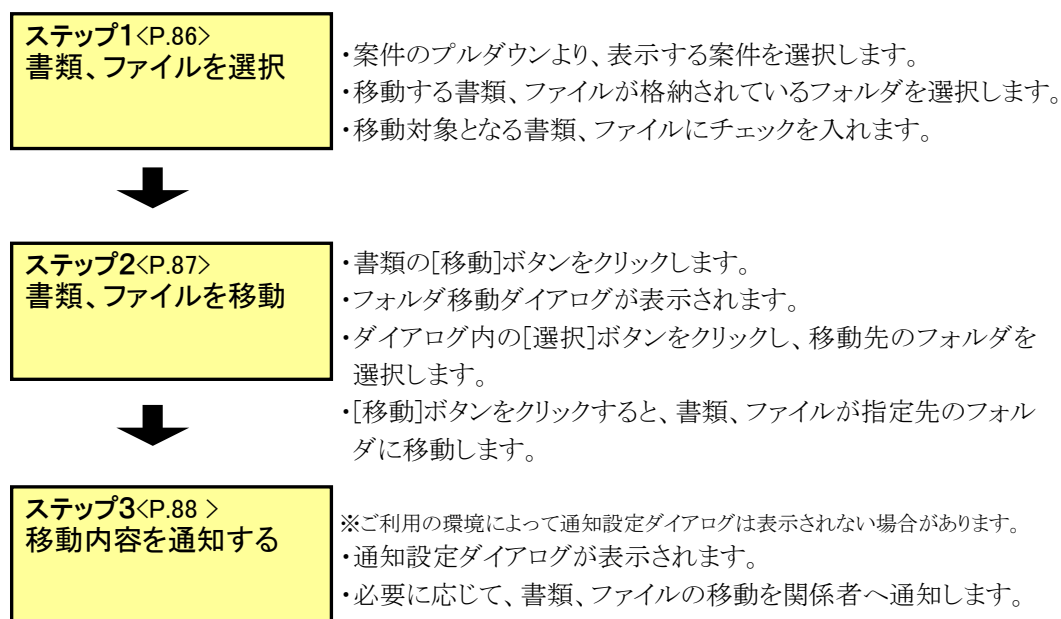 ステップ1<P.86>
書類、ファイルを選択
・案件のプルダウンより、表示する案件を選択します。
・移動する書類、ファイルが格納されているフォルダを選択します。
・移動対象となる書類、ファイルにチェックを入れます。
ステップ2<P.87>
書類、ファイルを移動
・書類の[移動]ボタンをクリックします。
・フォルダ移動ダイアログが表示されます。
・ダイアログ内の[選択]ボタンをクリックし、移動先のフォルダを
選択します。
・[移動]ボタンをクリックすると、書類、ファイルが指定先のフォル
ダに移動します。
ステップ3<P.88 >
移動内容を通知する
※ご利用の環境によって通知設定ダイアログは表示されない場合があります。
・通知設定ダイアログが表示されます。
・必要に応じて、書類、ファイルの移動を関係者へ通知します。